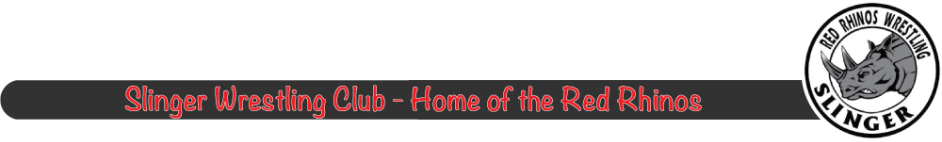 Slinger Wrestling Club - Home of the Red Rhinos
RED RHINOS WRESTLING
SLINGER